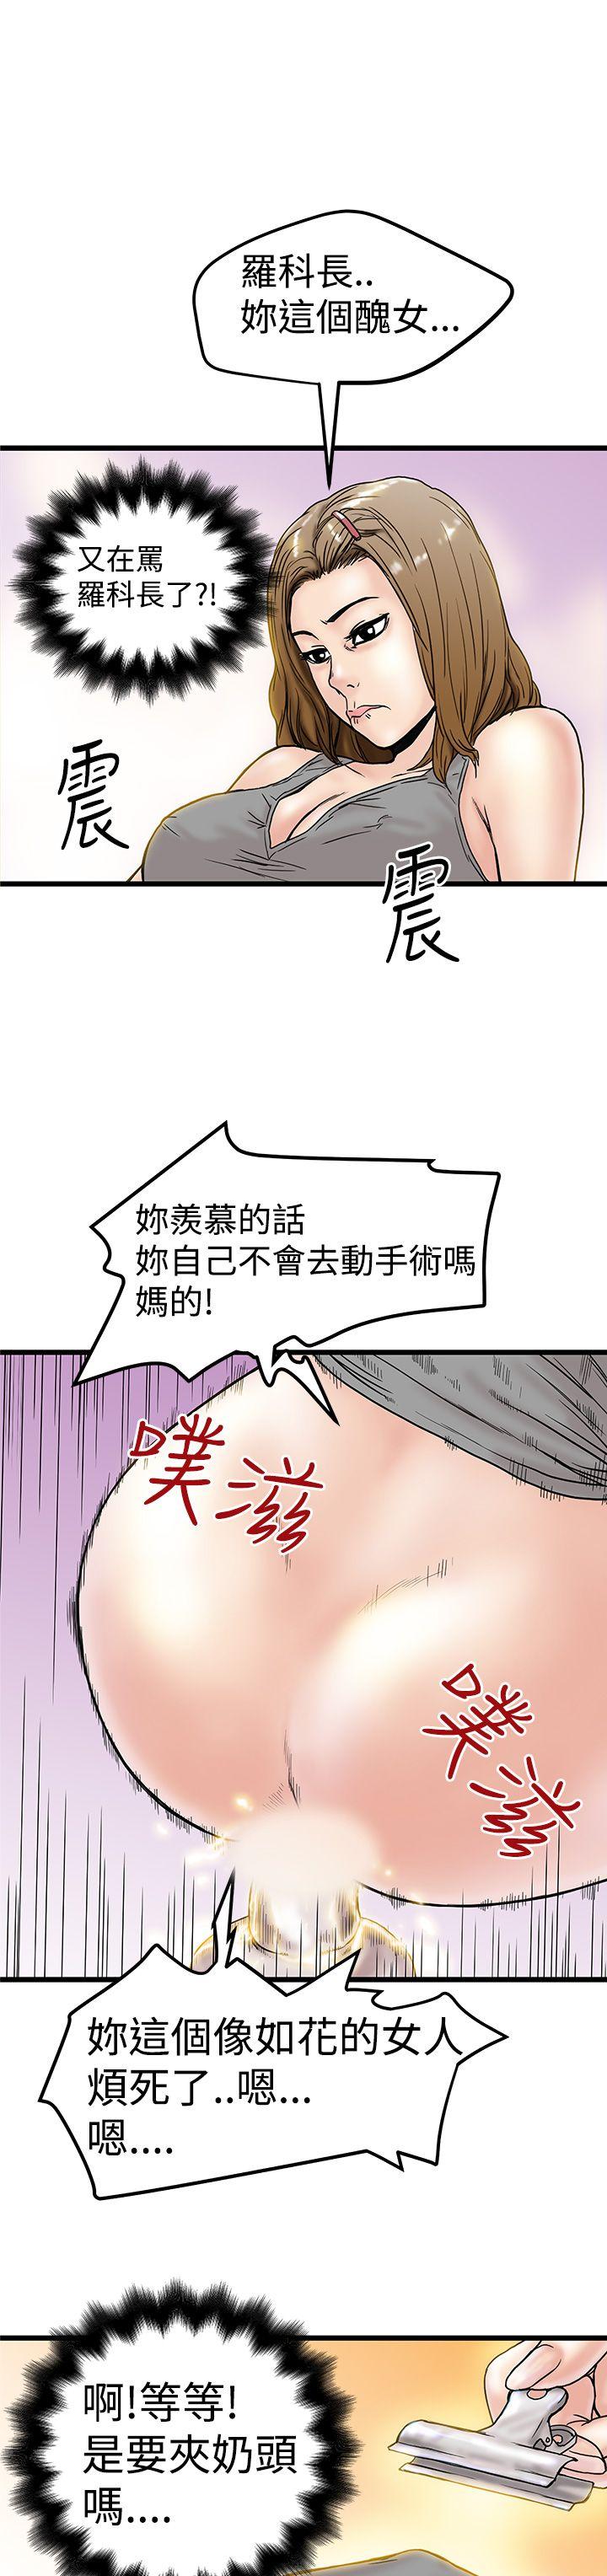 羅科長..
妳這個醜女...
又在罵
羅科長了?!
震
震
妳羨慕的話
妳自己不會去動手術嗎
媽的!
噗滋
噗滋
妳這個像如花的女人
煩死了..嗯...
嗯....
啊!等等!
是要夾奶頭
嗎....